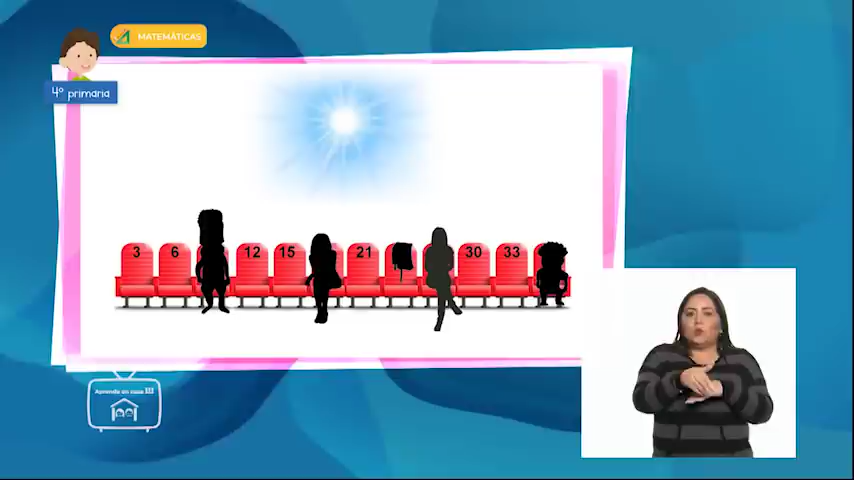 MATEMÁTICAS
4° primaria
3 6 12 15 21 30 33
Aprende en casa III